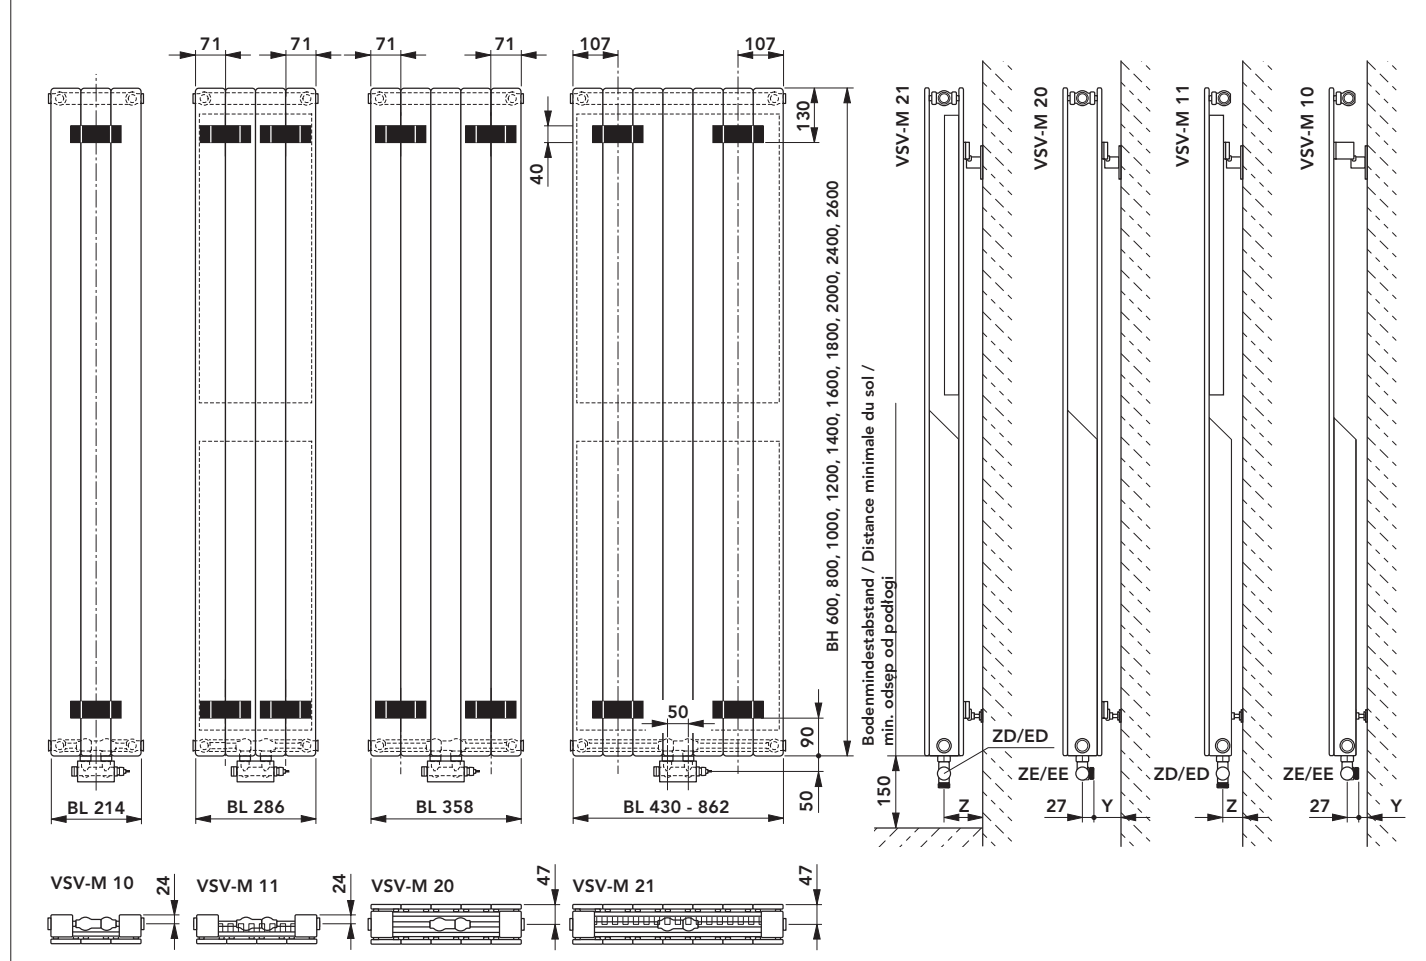 71
71
71
71
107
107
40
130
BH 600, 800, 1000, 1200, 1400, 1600, 1800, 2000, 2400, 2600
50
90
50
BL 214
BL 286
BL 358
BL 430 - 862
Bodenmindestabstand / Distance minimale du sol /
min. odsęp od podłogi
150
VSV-M 21
VSV-M 20
VSV-M 11
VSV-M 10
ZD/ED
ZE/EE
ZD/ED
ZE/EE
Z
27
Y
Z
27
Y
VSV-M 10
24
VSV-M 11
24
VSV-M 20
47
VSV-M 21
47